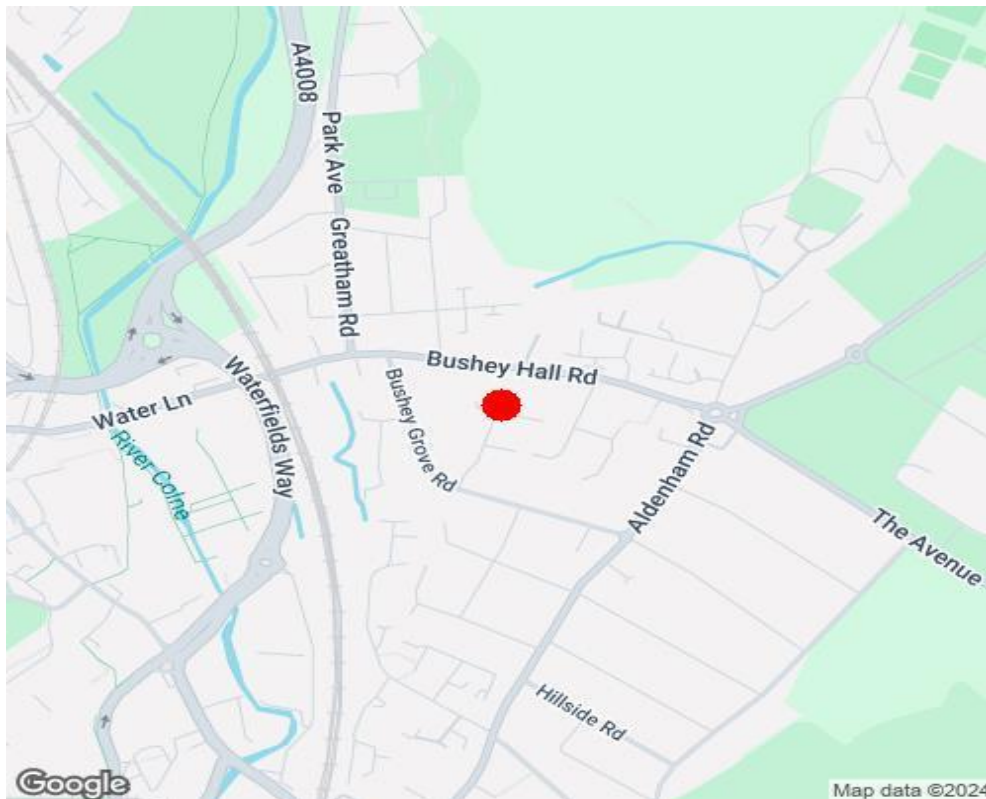 A4008
Park Ave
Greatham Rd
Bushey Hall Rd
Water Ln
Waterfields Way
Bushey Grove Rd
River Colne
Aldenham Rd
The Avenue
Hillside Rd
Google
Map data ©2024